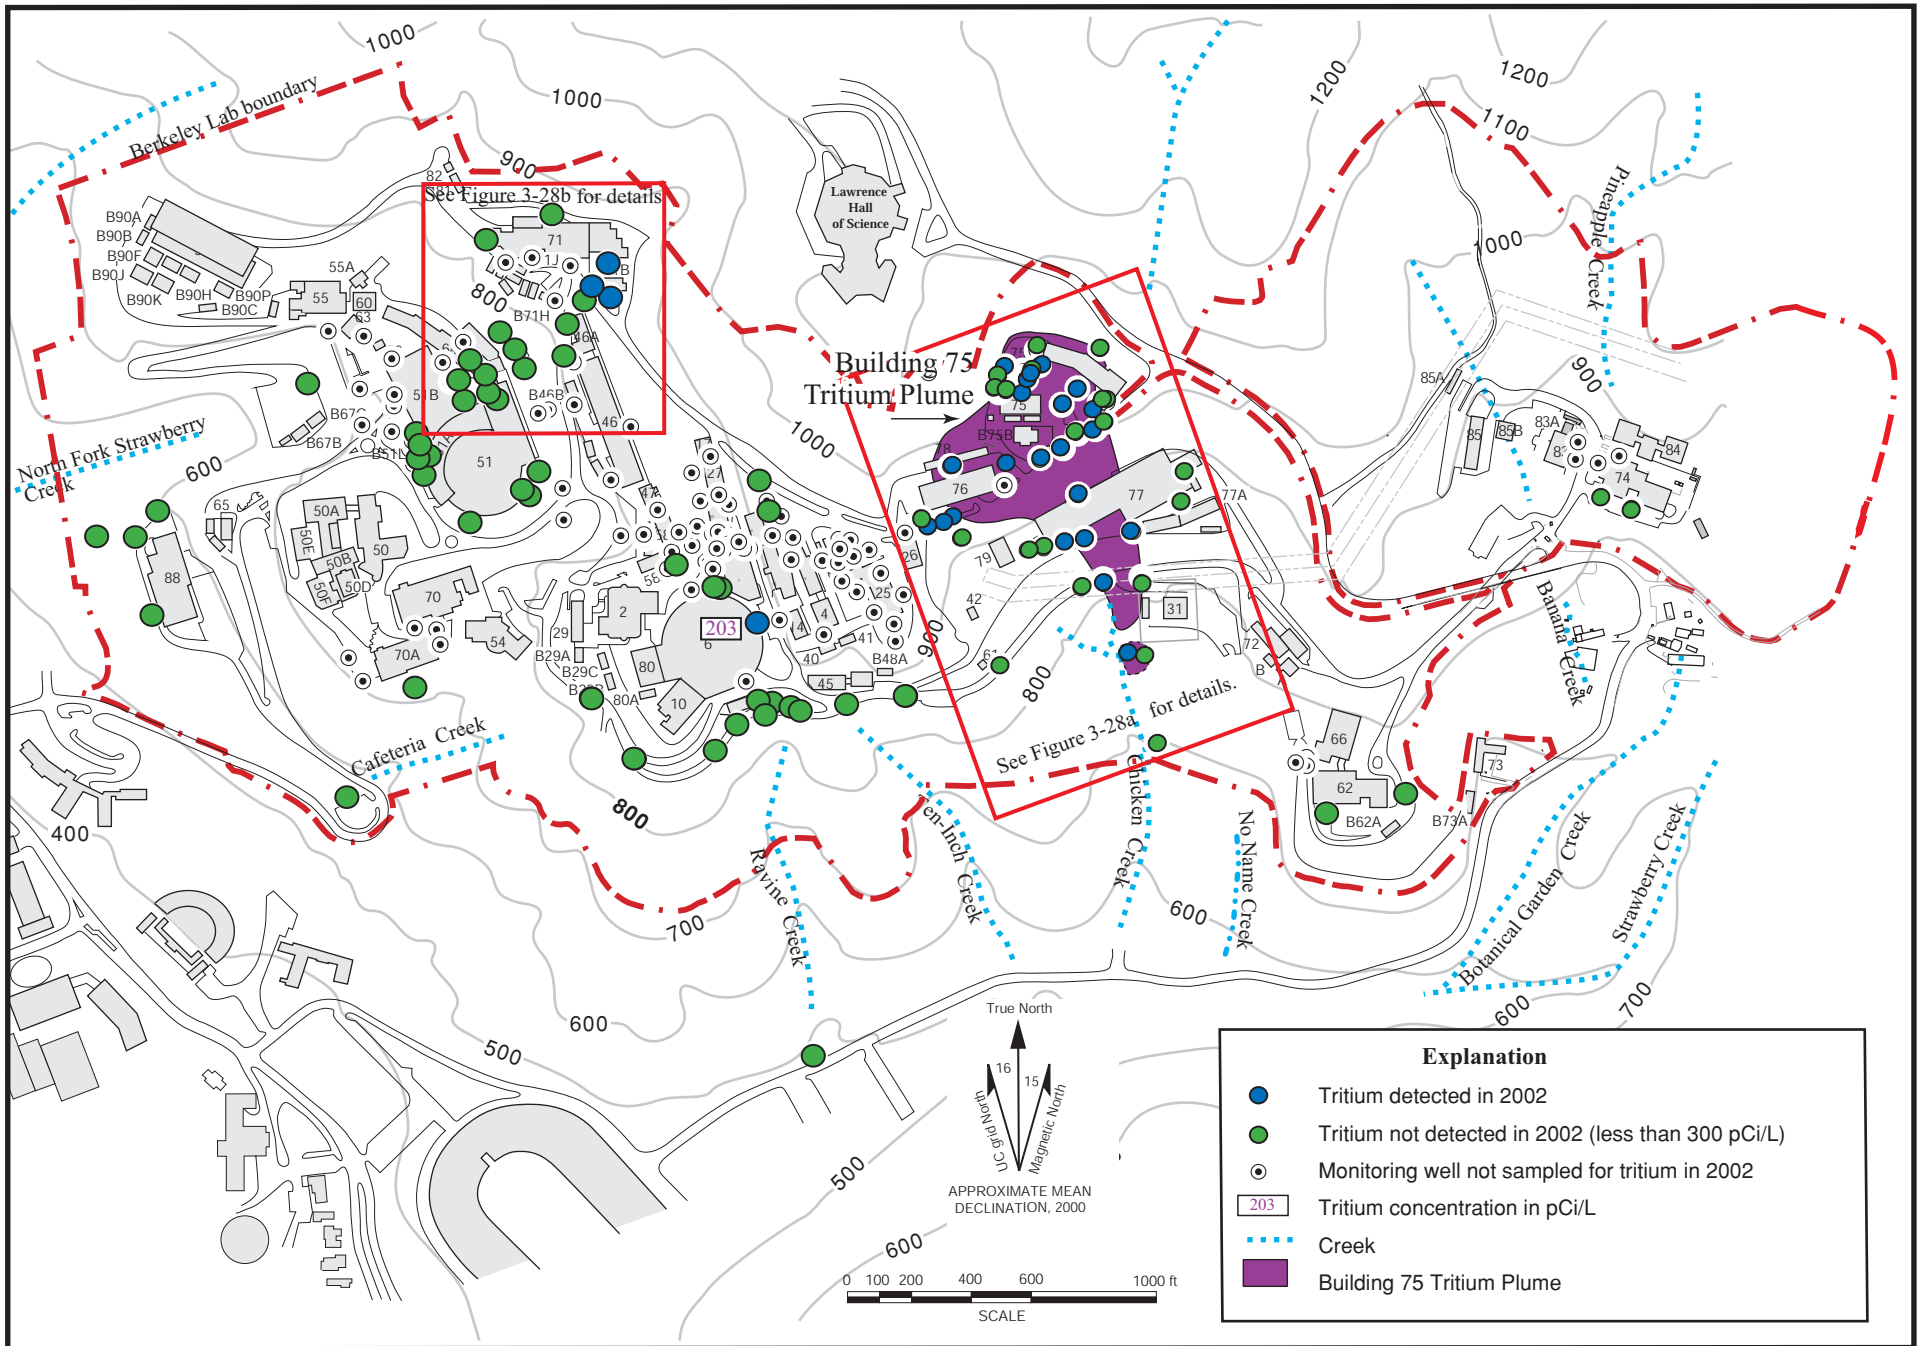 1000
1000
1200
1200
1100
Berkeley Lab boundary
900
82
See Figure 3-28b for details
Lawrence
Hall
of Science
Pineapple Creek
1000
B90A
B90B
B90F
B90J
B90K
B90H
B90P
B90C
55A
55
60
63
71
800
B71H
46A
Building 75
Tritium Plume
900
85A
85
85B
83A
84
74
51B
B67B
B46B
46
1000
75
B75B
78
76
77
77A
North Fork Strawberry
Creek
600
51
65
50A
50E
50B
50
50F
50D
88
70
70A
54
27
47A
58
26
79
42
25
2
29
B29A
B29C
203
6
4
14
41
40
B48A
80
80A
10
45
900
61
800
31
72
B
Banana Creek
See Figure 3-28a for details.
Cafeteria Creek
800
66
62
B62A
73
B73A
400
Ravine Creek
Ten-Inch Creek
Chicken Creek
No Name Creek
Botanical Garden Creek
Strawberry Creek
700
600
600
700
600
500
500
600
True North
16
15
UC grid North
Magnetic North
APPROXIMATE MEAN
DECLINATION, 2000
0 100 200 400 600 1000 ft
SCALE
Explanation
Tritium detected in 2002
Tritium not detected in 2002 (less than 300 pCi/L)
Monitoring well not sampled for tritium in 2002
203 Tritium concentration in pCi/L
Creek
Building 75 Tritium Plume